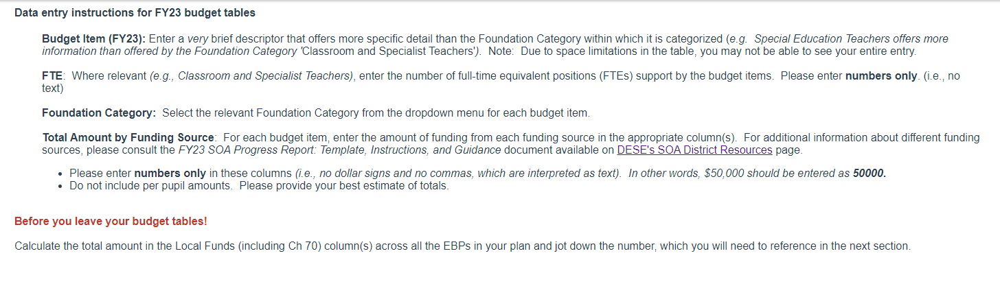 Data entry instructions for FY23 budget tables
Budget Item (FY23): Enter a very brief descriptor that offers more specific detail than the Foundation Category within which it is categorized (e.g. Special Education Teachers offers more
information than offered by the Foundation Category 'Classroom and Specialist Teachers'). Note: Due to space limitations in the table, you may not be able to see your entire entry.
FTE: Where relevant (e.g., Classroom and Specialist Teachers), enter the number of full-time equivalent positions (FTEs) support by the budget items. Please enter numbers only. (i.e., no
text)
Foundation Category: Select the relevant Foundation Category from the dropdown menu for each budget item.
Total Amount by Funding Source: For each budget item, enter the amount of funding from each funding source in the appropriate column(s). For additional information about different funding
sources, please consult the FY23 SOA Progress Report: Template, Instructions, and Guidance document available on DESE's SOA District Resources page.
• Please enter numbers only in these columns (i.e., no dollar signs and no commas, which are interpreted as text). In other words, $50,000 should be entered as 50000.
• Do not include per pupil amounts. Please provide your best estimate of totals.
Before you leave your budget tables!
Calculate the total amount in the Local Funds (including Ch 70) column(s) across all the EBPs in your plan and jot down the number, which you will need to reference in the next section.